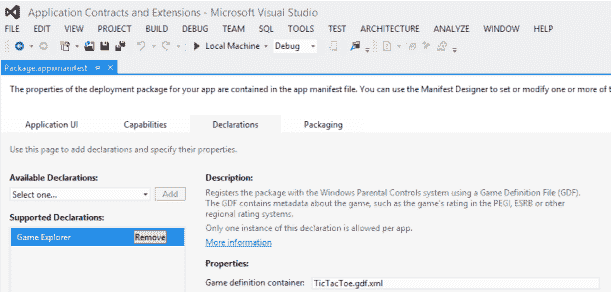 Application Contracts and Extensions - Microsoft Visual Studio
FILE EDIT VIEW PROJECT BUILD DEBUG TEAM SQL TOOLS TEST ARCHITECTURE ANALYZE WINDOW HELP
Local Machine Debug
Package.appxmanifest
The properties of the deployment package for your app are contained in the app manifest file. You can use the Manifest Designer to set or modify one or more of t
Application UI Capabilities Declarations Packaging
Use this page to add declarations and specify their properties.
Available Declarations:
Select one... Add
Supported Declarations:
Game Explorer Remove
Description:
Registers the package with the Windows Parental Controls system using a Game Definition File (GDF).
The GDF contains metadata about the game, such as the game's rating in the PEGI, ESRB or other
regional rating systems.
Only one instance of this declaration is allowed per app.
More information
Properties:
Game definition container: TicTacToe.gdf.xml